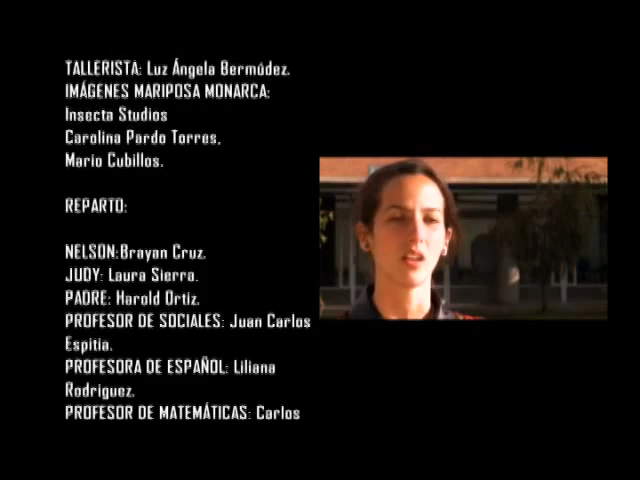 TALLERISTA: Luz Ángela Bermúdez.
IMÁGENES MARIPOSA MONARCA:
Insecta Studios
Carolina Pardo Torres,
Mario Cubillos.
REPARTO:
NELSON:Brayan Cruz.
JUDY: Laura Sierra.
PADRE: Harold Ortiz.
PROFESOR DE SOCIALES: Juan Carlos
Espitia.
PROFESORA DE ESPAÑOL: Liliana
Rodriguez.
PROFESOR DE MATEMÁTICAS: Carlos